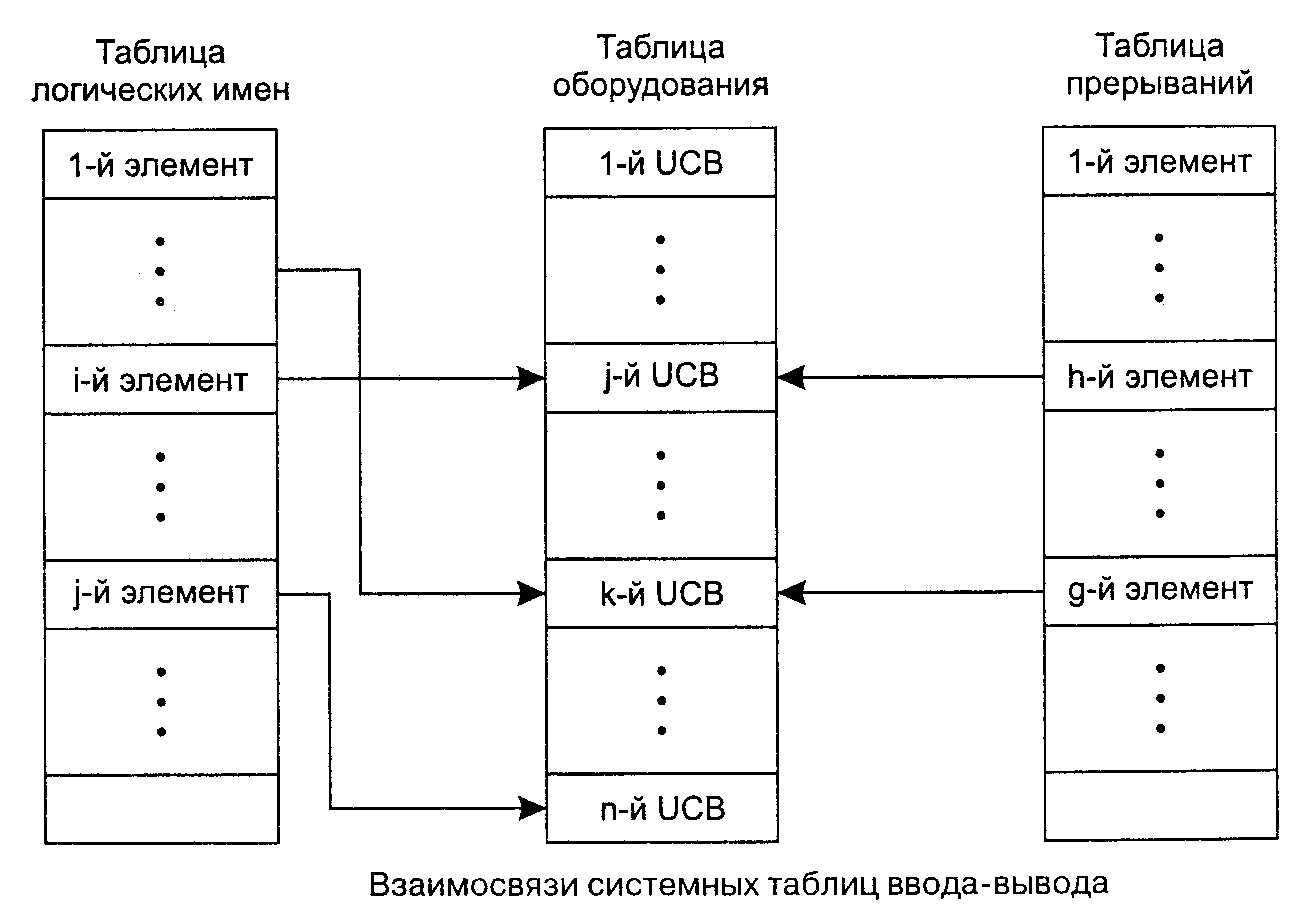 Таблица
логических имен
Таблица
оборудования
Таблица
прерываний
1-й элемент
i-й элемент
j-й элемент
1-й UCB
j-й UCB
k-й UCB
n-й UCB
1-й элемент
h-й элемент
g-й элемент
Взаимосвязи системных таблиц ввода-вывода